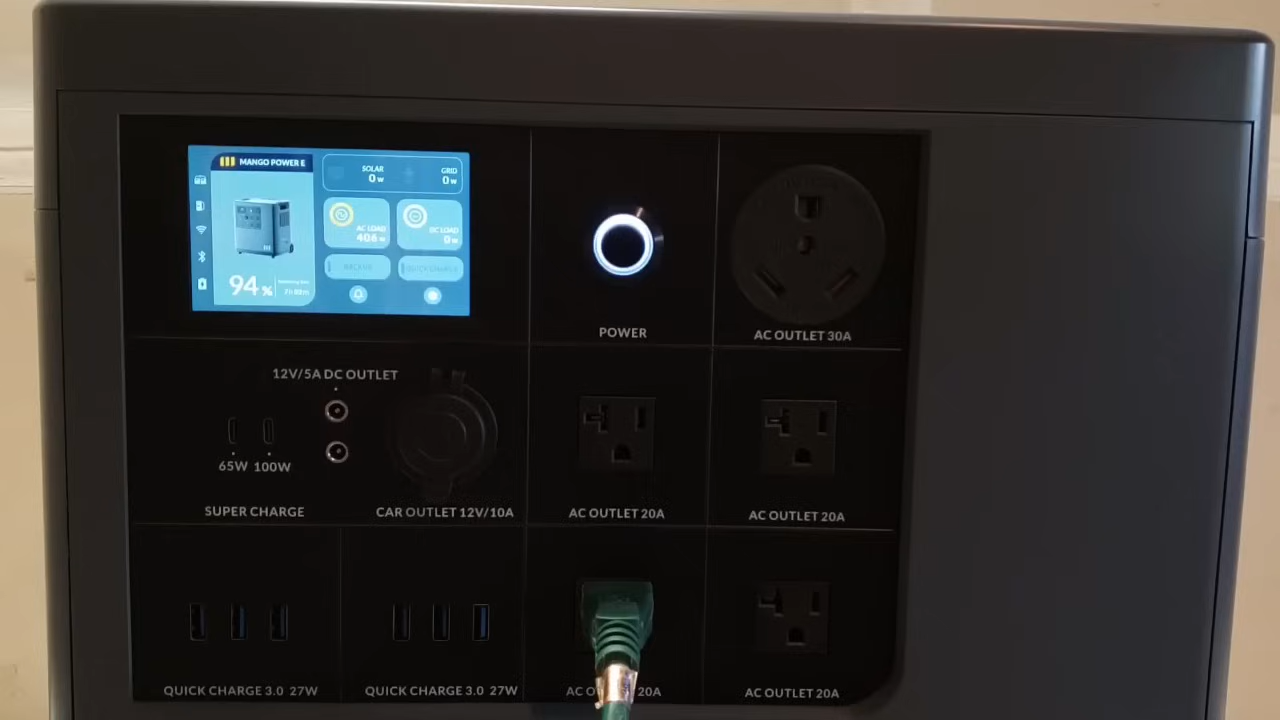 MANGO POWER E
SOLAR
0 w
GRID
0 w
AC LOAD
406 w
DC LOAD
0 w
QUICK CHARGE
94 %
POWER
AC OUTLET 30A
12V/5A DC OUTLET
65W 100W
SUPER CHARGE
CAR OUTLET 12V/10A
AC OUTLET 20A
AC OUTLET 20A
QUICK CHARGE 3.0 27W
QUICK CHARGE 3.0 27W
AC 20A
AC OUTLET 20A